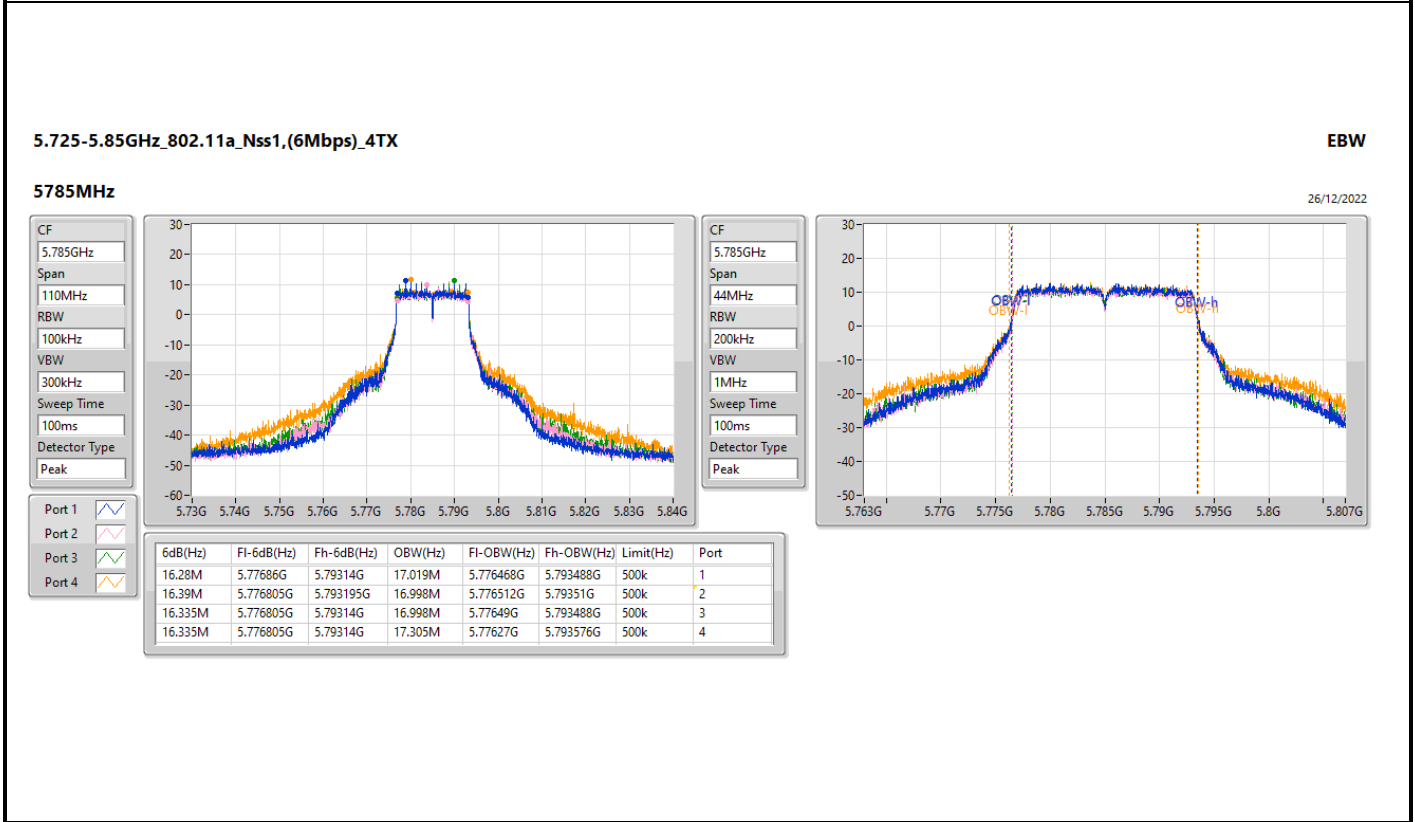 5.725-5.85GHz_802.11a_Nss1,(6Mbps)_4TX
EBW
5785MHz
26/12/2022
CF
5.785GHz
Span
110MHz
RBW
100kHz
VBW
300kHz
Sweep Time
100ms
Detector Type
Peak
30
20
10
0
-10
-20
-30
-40
-50
-60
5.73G 5.74G 5.75G 5.76G 5.77G 5.78G 5.79G 5.8G 5.81G 5.82G 5.83G 5.84G
CF
5.785GHz
Span
44MHz
RBW
200kHz
VBW
1MHz
Sweep Time
100ms
Detector Type
Peak
30
20
10
0
-10
-20
-30
-40
-50
OBW-l OBW-h
OBW-l OBW-h
5.763G 5.77G 5.775G 5.78G 5.785G 5.79G 5.795G 5.8G 5.807G
Port 1
Port 2
Port 3
Port 4
6dB(Hz) Fl-6dB(Hz) Fh-6dB(Hz) OBW(Hz) Fl-OBW(Hz) Fh-OBW(Hz) Limit(Hz) Port
16.28M 5.77686G 5.79314G 17.019M 5.776468G 5.793488G 500k 1
16.39M 5.776805G 5.793195G 16.998M 5.776512G 5.79351G 500k 2
16.335M 5.776805G 5.79314G 16.998M 5.77649G 5.793488G 500k 3
16.335M 5.776805G 5.79314G 17.305M 5.77627G 5.793576G 500k 4